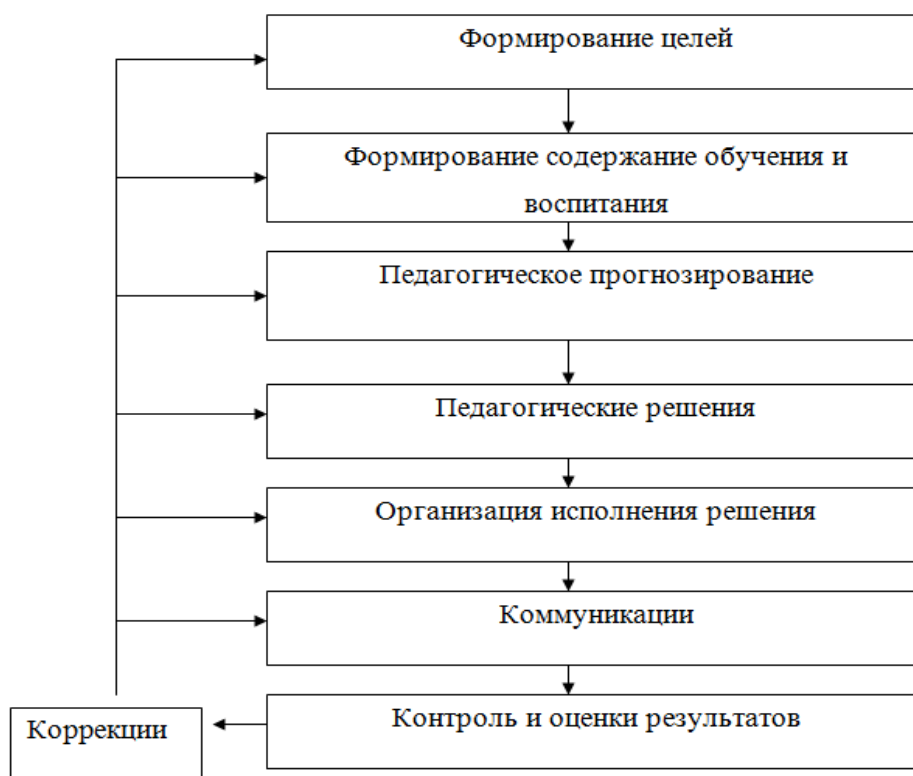 Формирование целей
Формирование содержание обучения и
воспитания
Педагогическое прогнозирование
Педагогические решения
Организация исполнения решения
Коммуникации
Контроль и оценки результатов
Коррекции